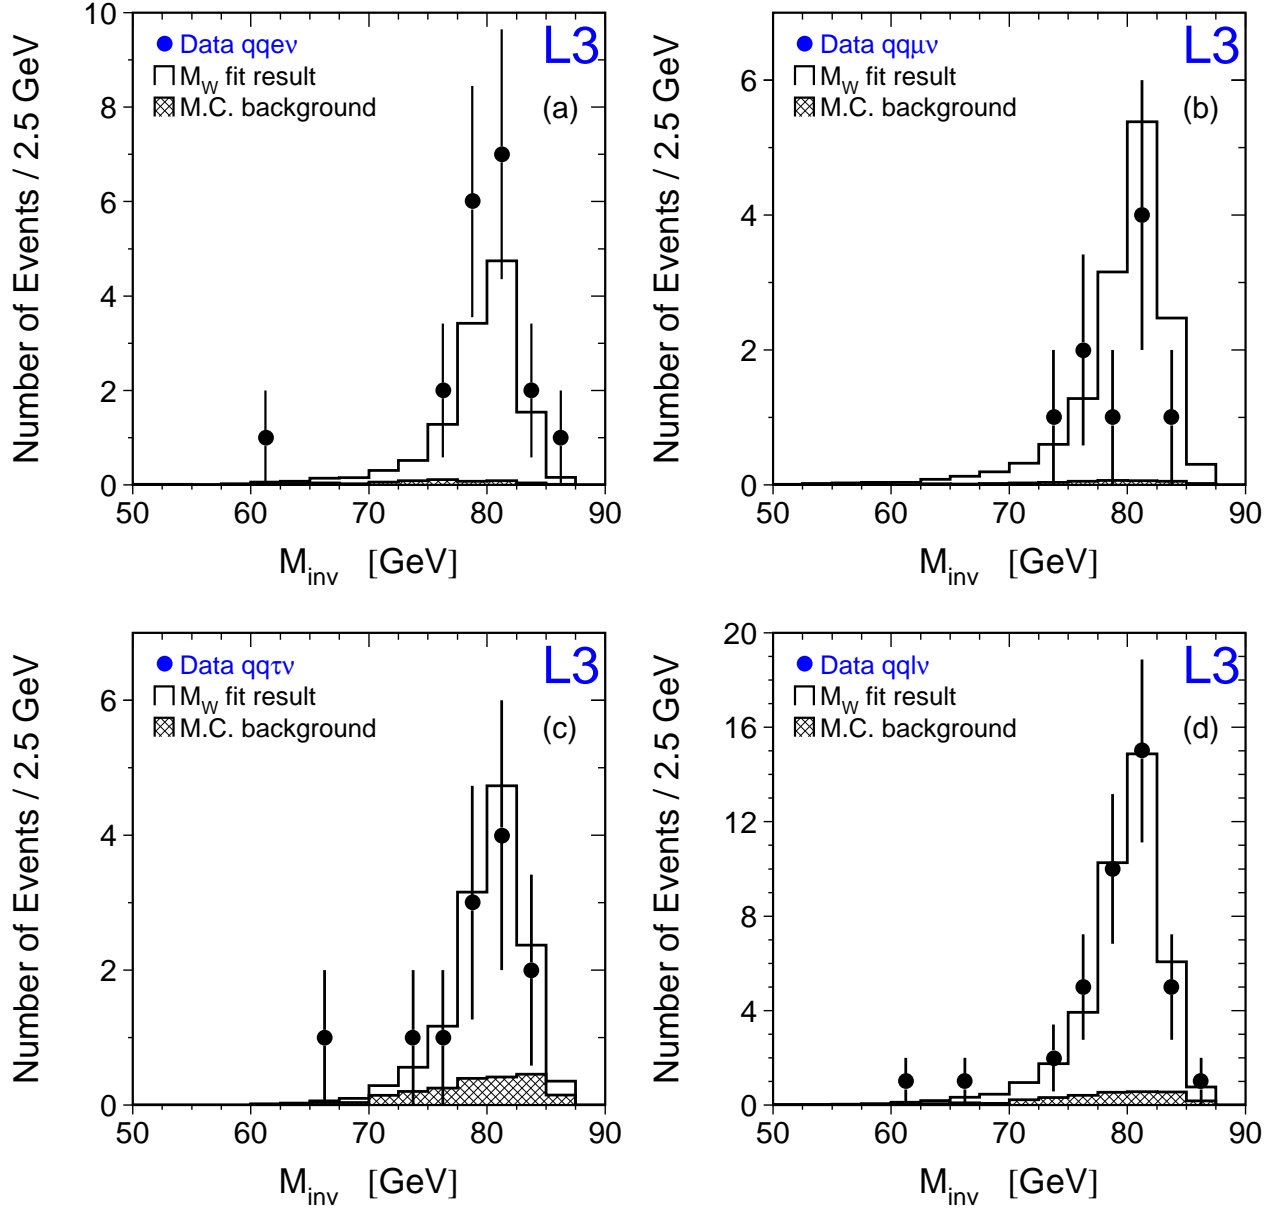 Number of Events / 2.5 GeV
10
8
6
4
2
0
Data qqeν
M_W fit result
M.C. background
L3
(a)
50 60 70 80 90
M_inv [GeV]
Number of Events / 2.5 GeV
6
4
2
0
Data qqμν
M_W fit result
M.C. background
L3
(b)
50 60 70 80 90
M_inv [GeV]
Number of Events / 2.5 GeV
6
4
2
0
Data qqτν
M_W fit result
M.C. background
L3
(c)
50 60 70 80 90
M_inv [GeV]
Number of Events / 2.5 GeV
20
16
12
8
4
0
Data qqlν
M_W fit result
M.C. background
L3
(d)
50 60 70 80 90
M_inv [GeV]